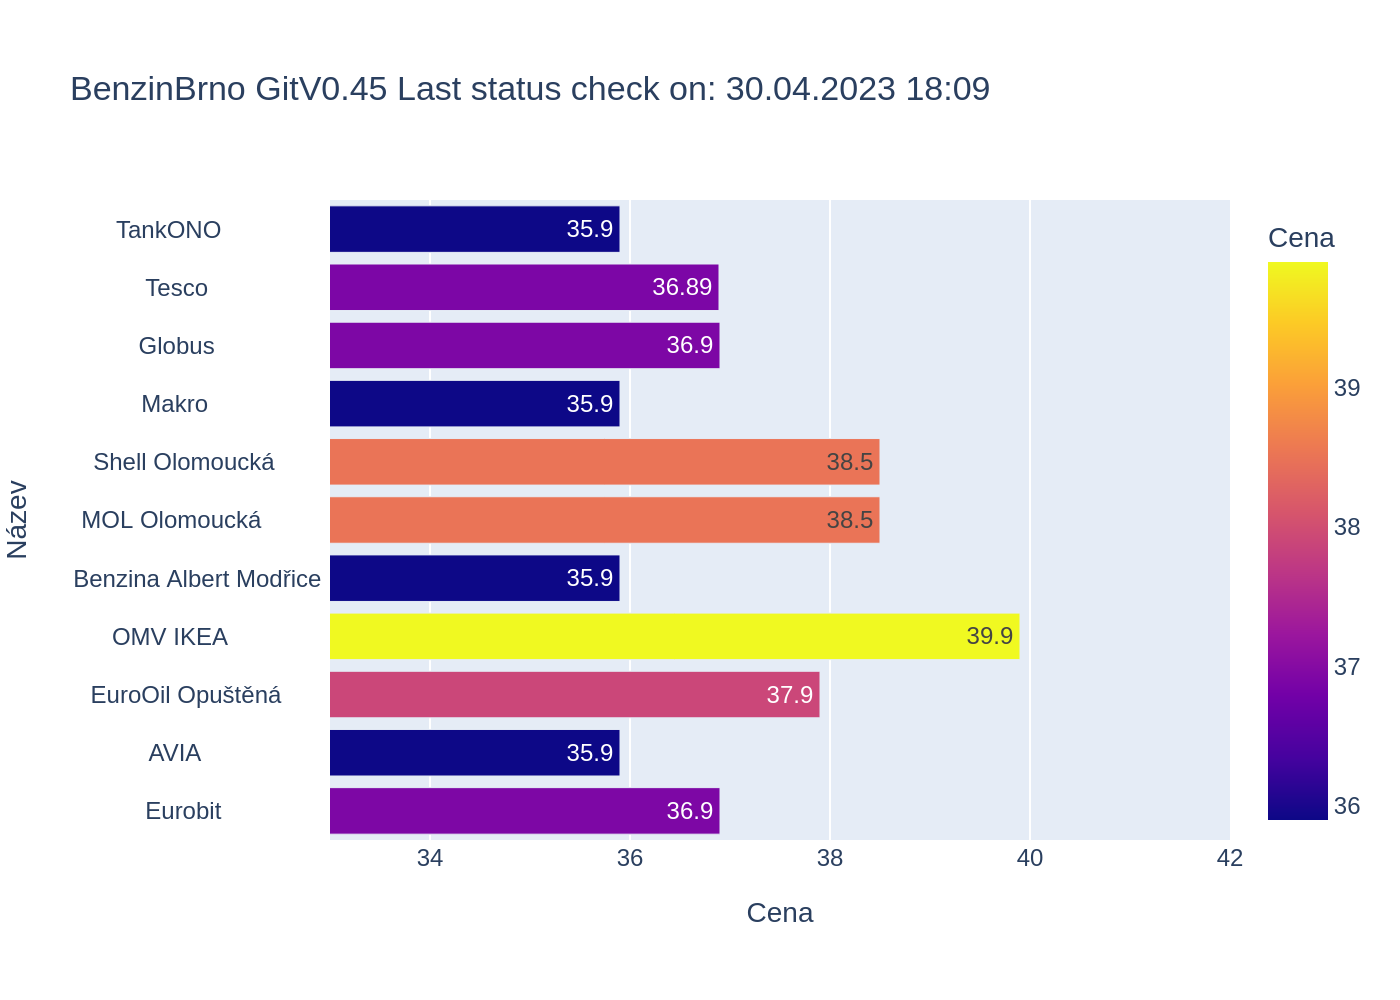 BenzinBrno GitV0.45 Last status check on: 30.04.2023 18:09
Název
TankONO 35.9
Tesco 36.89
Globus 36.9
Makro 35.9
Shell Olomoucká 38.5
MOL Olomoucká 38.5
Benzina Albert Modřice 35.9
OMV IKEA 39.9
EuroOil Opuštěná 37.9
AVIA 35.9
Eurobit 36.9
34 36 38 40 42
Cena
Cena
39
38
37
36